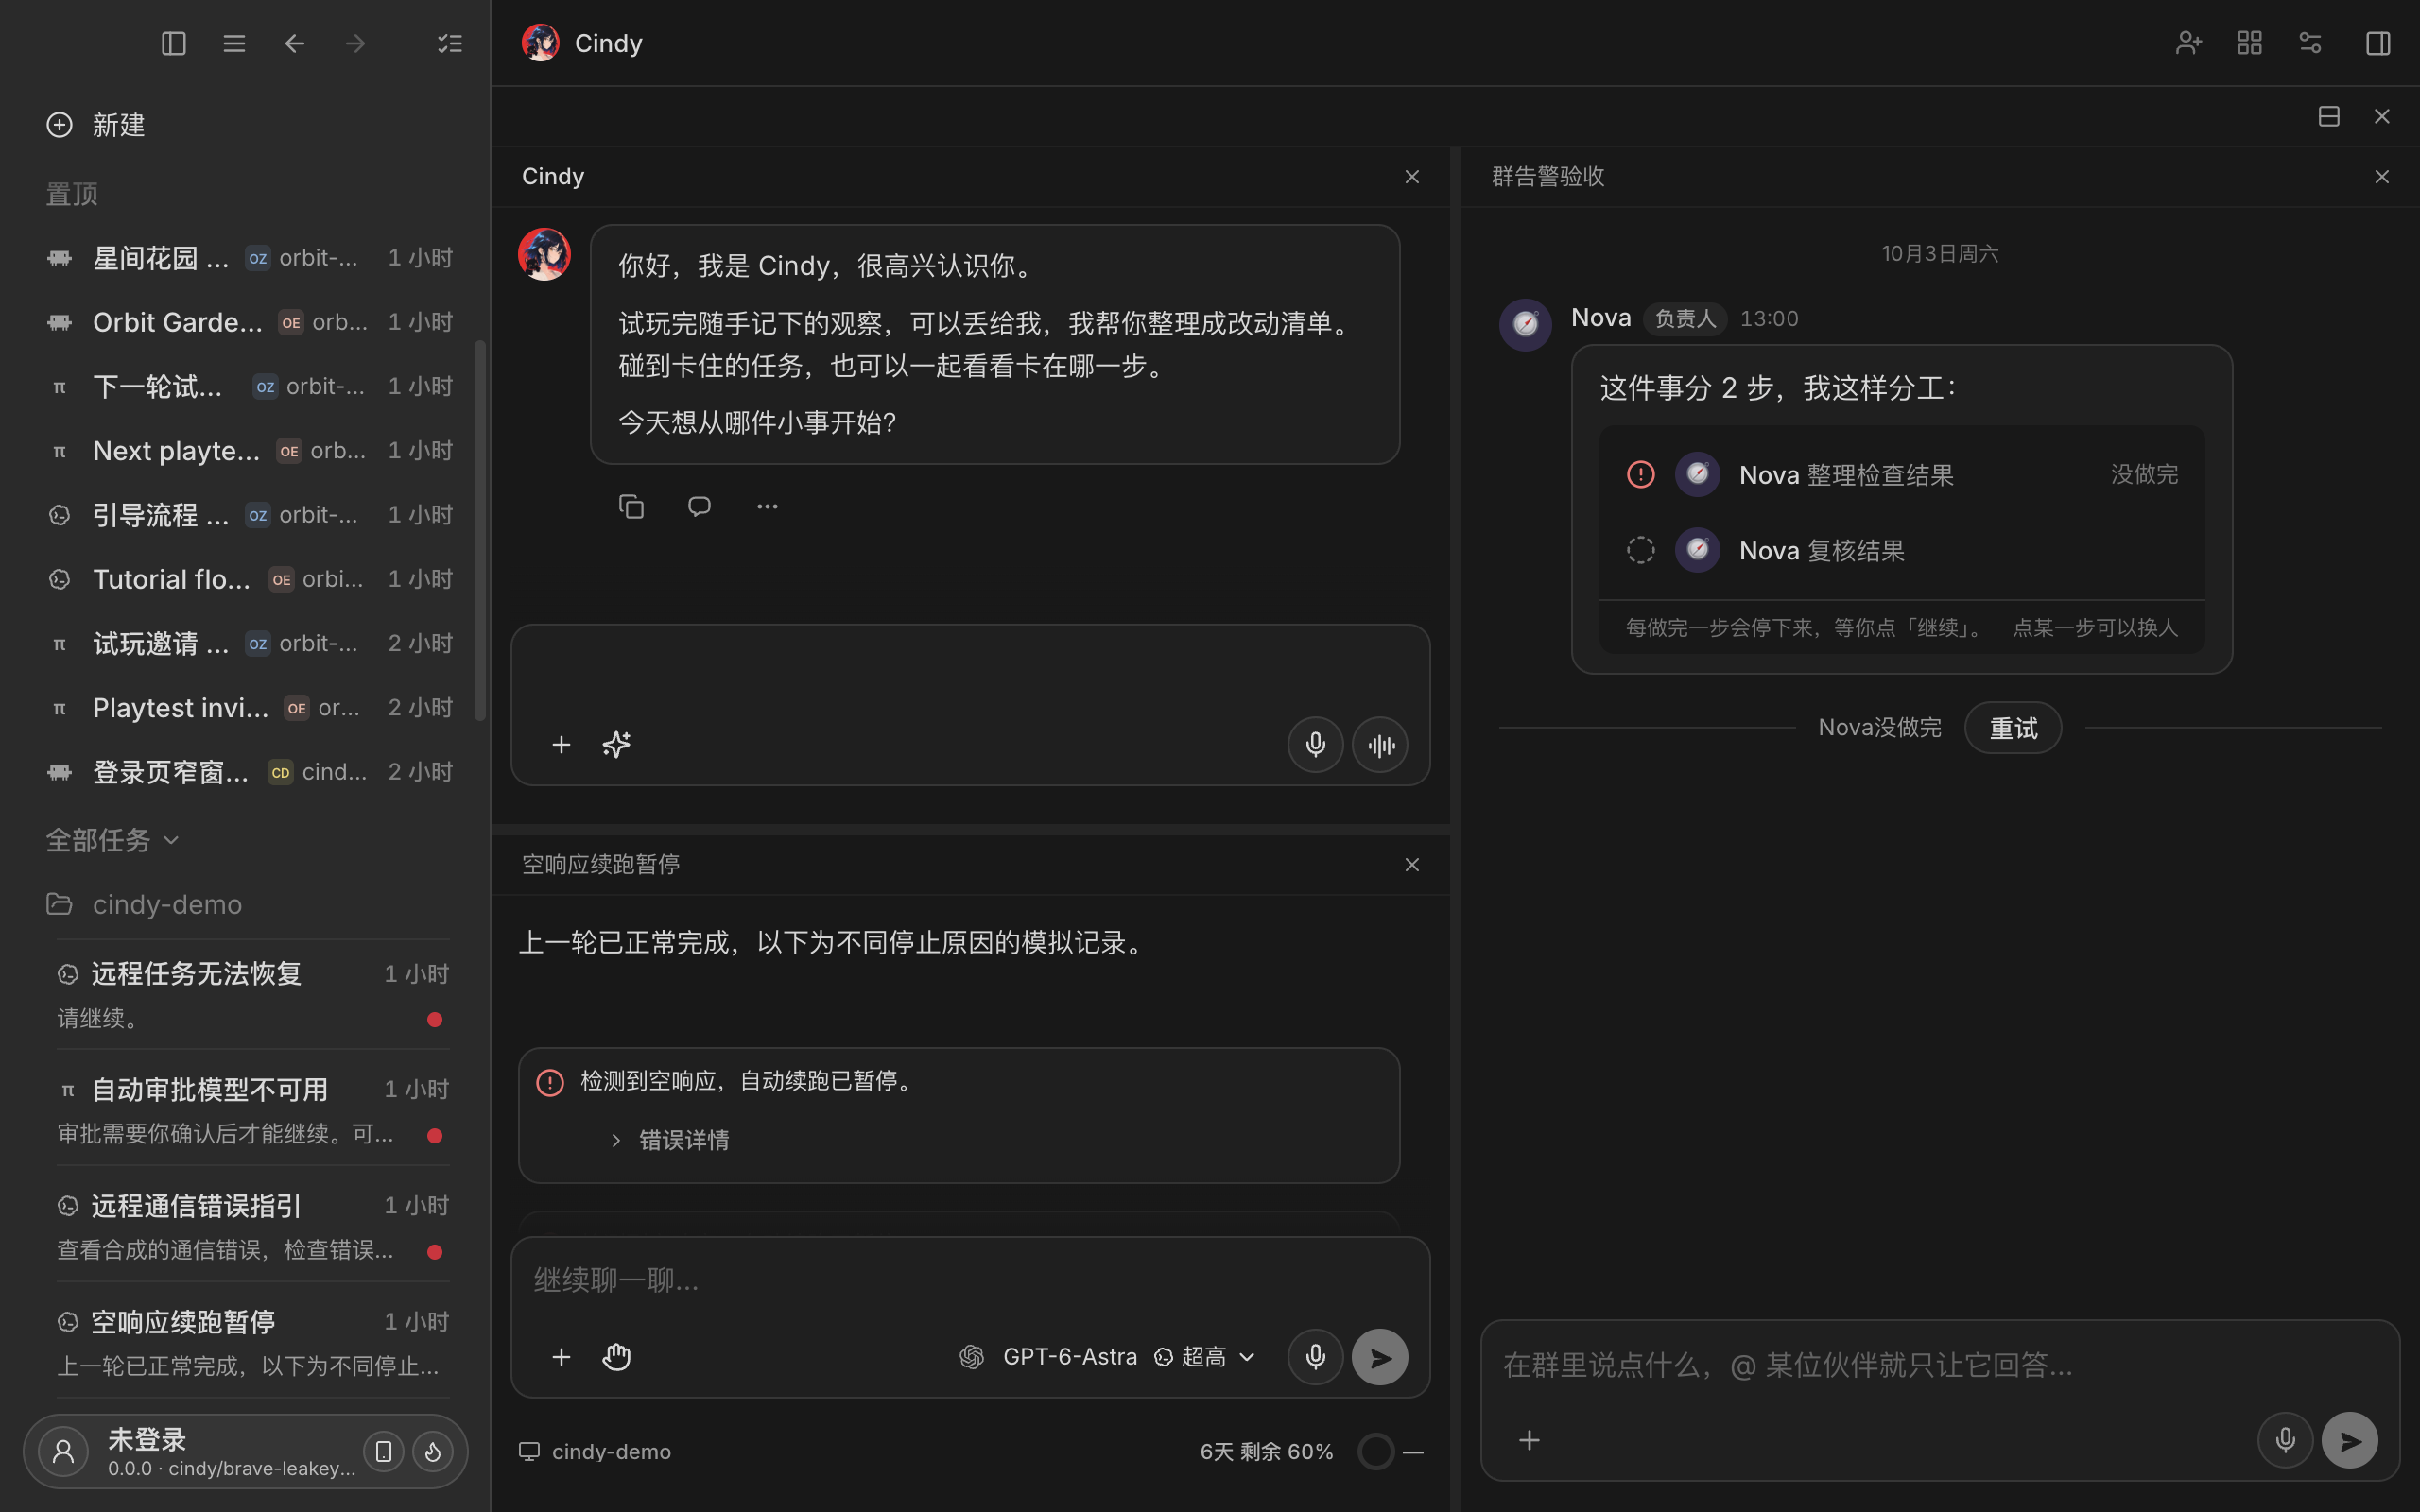 新建
置顶
星间花园 ... OZ orbit-... 1 小时
Orbit Garde... OE orb... 1 小时
π 下一轮试... OZ orbit-... 1 小时
π Next playte... OE orb... 1 小时
引导流程 ... OZ orbit-... 1 小时
Tutorial flo... OE orbi... 1 小时
π 试玩邀请 ... OZ orbit-... 2 小时
π Playtest invi... OE or... 2 小时
登录页窄窗... CD cind... 2 小时
全部任务
cindy-demo
远程任务无法恢复 1 小时
请继续。
π 自动审批模型不可用 1 小时
审批需要你确认后才能继续。可...
远程通信错误指引 1 小时
查看合成的通信错误，检查错误...
空响应续跑暂停 1 小时
上一轮已正常完成，以下为不同停止...
未登录
0.0.0 · cindy/brave-leakey...
Cindy
Cindy
你好，我是 Cindy，很高兴认识你。
试玩完随手记下的观察，可以丢给我，我帮你整理成改动清单。
碰到卡住的任务，也可以一起看看卡在哪一步。
今天想从哪件小事开始？
空响应续跑暂停
上一轮已正常完成，以下为不同停止原因的模拟记录。
检测到空响应，自动续跑已暂停。
错误详情
继续聊一聊...
GPT-6-Astra 超高
cindy-demo
6天 剩余 60%
群告警验收
10月3日周六
Nova 负责人 13:00
这件事分 2 步，我这样分工：
Nova 整理检查结果 没做完
Nova 复核结果
每做完一步会停下来，等你点「继续」。 点某一步可以换人
Nova没做完 重试
在群里说点什么，@ 某位伙伴就只让它回答...